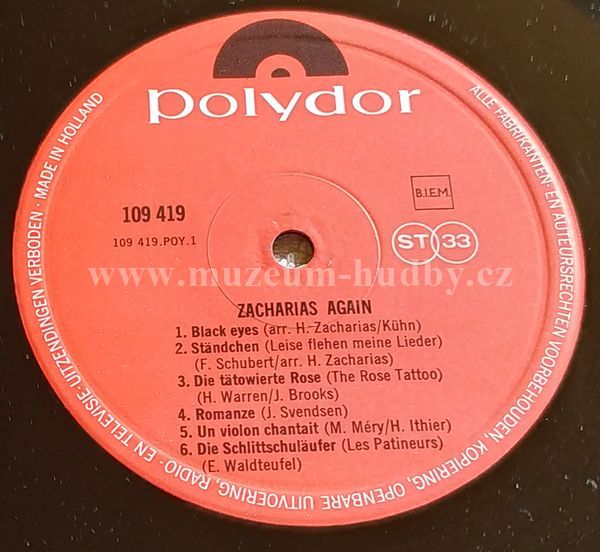 polydor
109 419
109 419.POY.1
B.I.E.M.
ST 33
ZACHARIAS AGAIN
1. Black eyes (arr. H. Zacharias/Kühn)
2. Ständchen (Leise flehen meine Lieder)
(F. Schubert/arr. H. Zacharias)
3. Die tätowierte Rose (The Rose Tattoo)
(H. Warren/J. Brooks)
4. Romanze (J. Svendsen)
5. Un violon chantait (M. Méry/H. Ithier)
6. Die Schlittschuläufer (Les Patineurs)
(E. Waldteufel)
ALLE FABRIKANTEN- EN AUTEURSRECHTEN VOORBEHOUDEN, KOPIERING, OPENBARE UITVOERING, RADIO- EN TELEVISIE-UITZENDINGEN VERBODEN · MADE IN HOLLAND
www.muzeum-hudby.cz